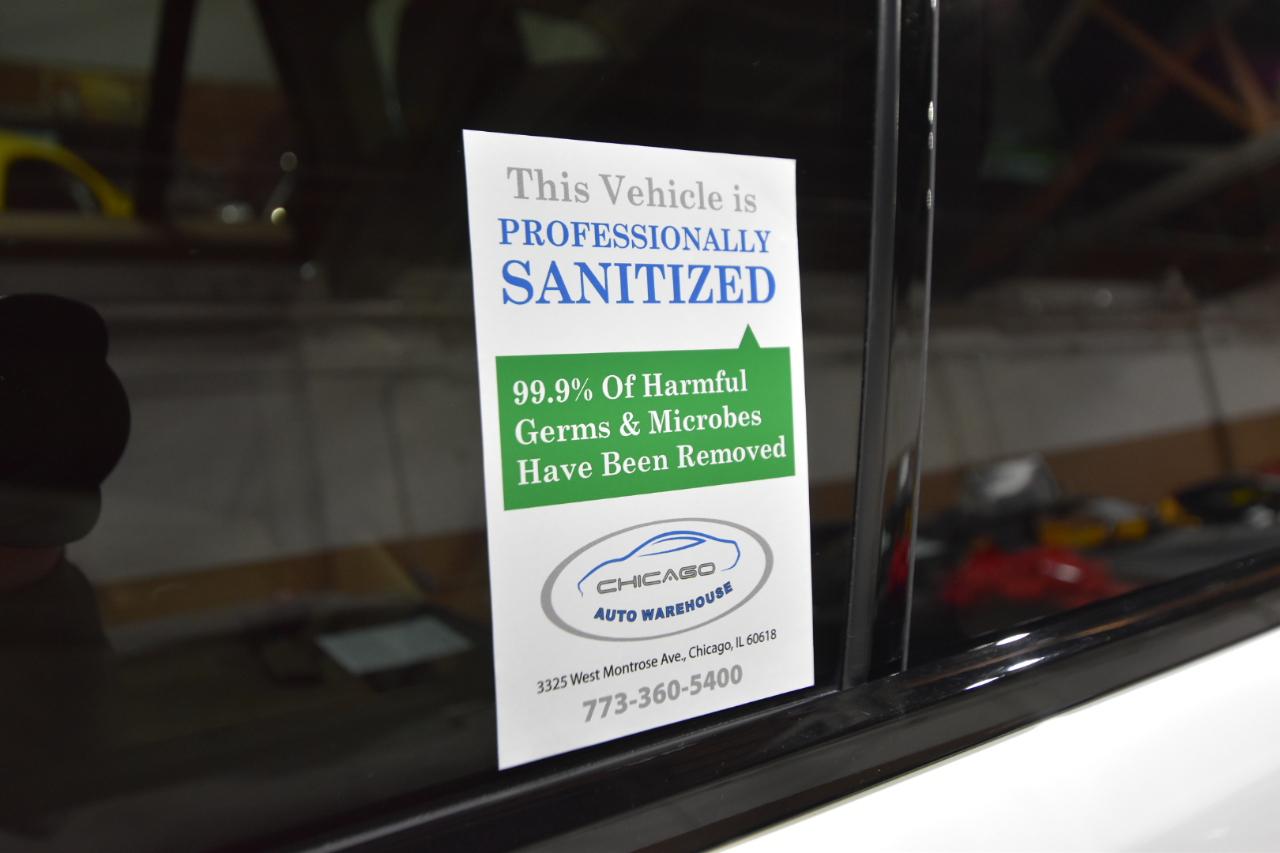 This Vehicle is
PROFESSIONALLY
SANITIZED
99.9% Of Harmful
Germs & Microbes
Have Been Removed
CHICAGO
AUTO WAREHOUSE
3325 West Montrose Ave., Chicago, IL 60618
773-360-5400